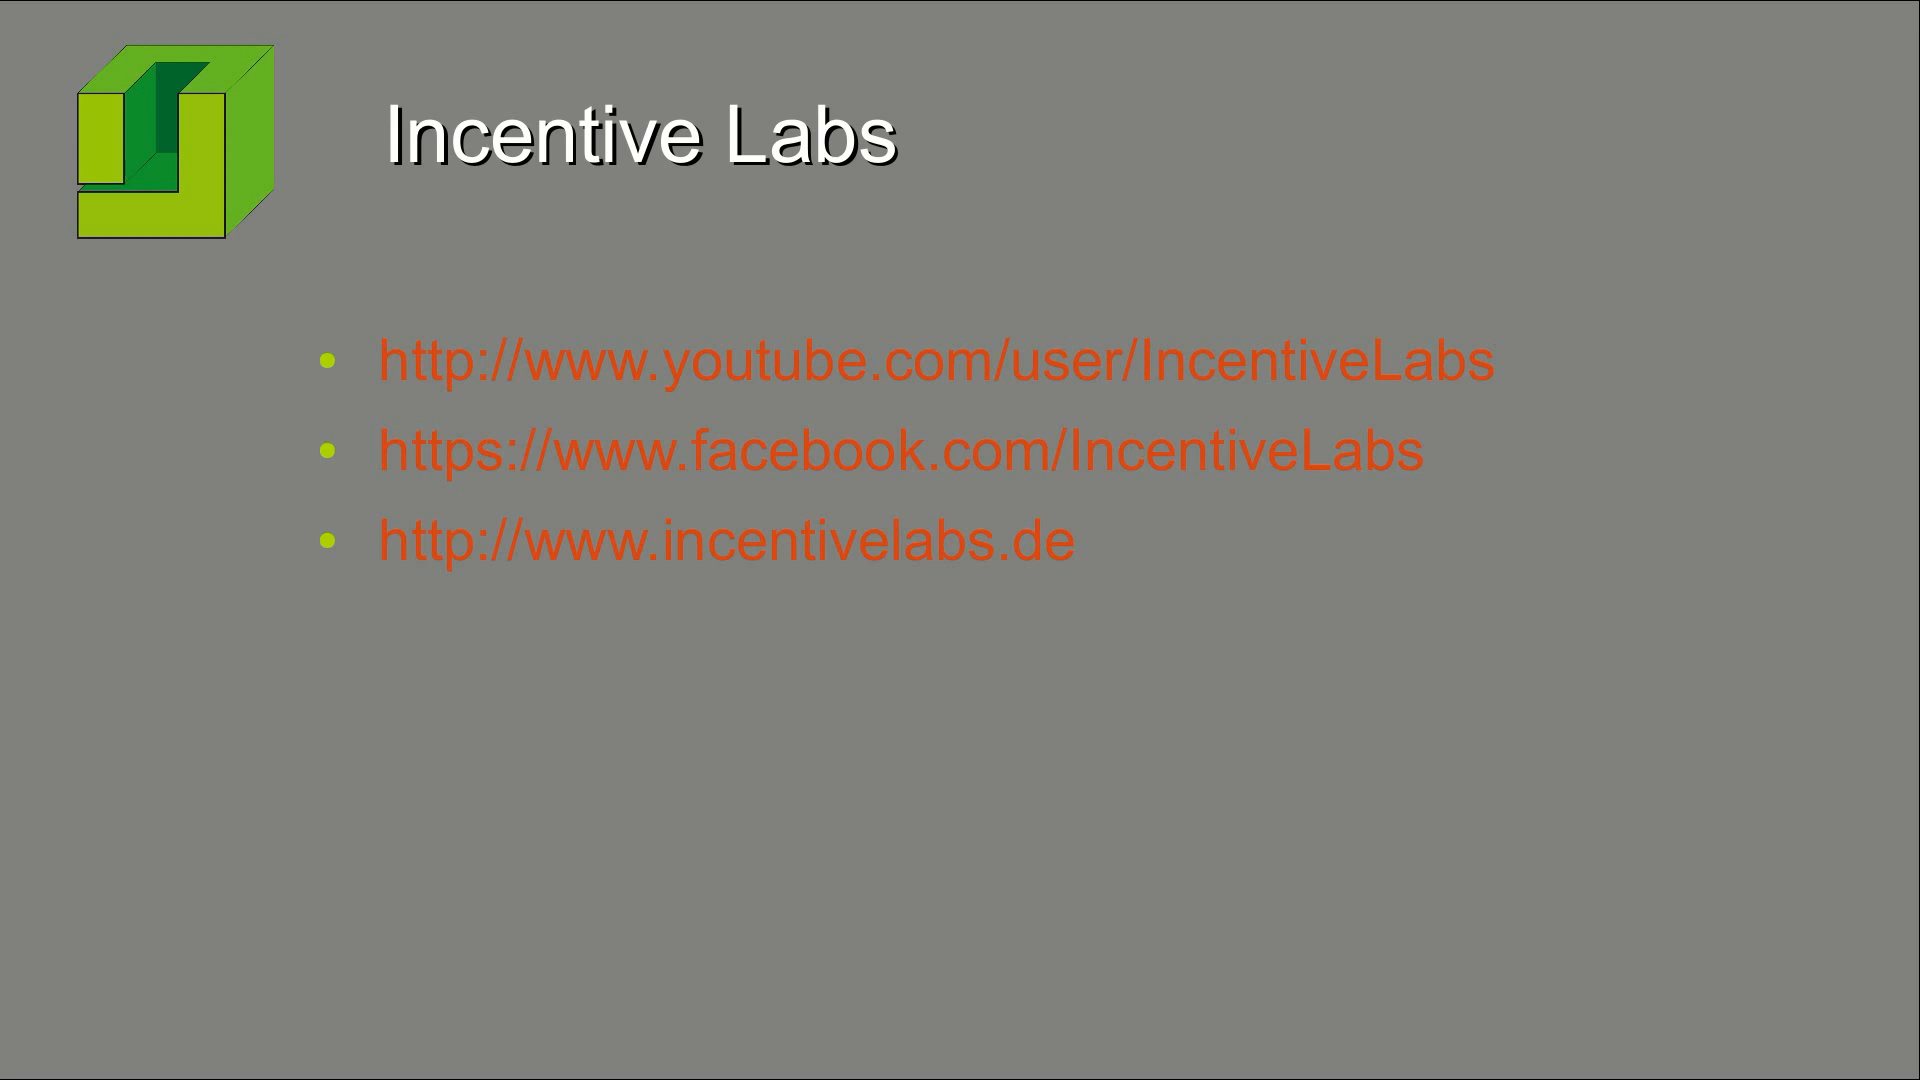 Incentive Labs
• http://www.youtube.com/user/IncentiveLabs
• https://www.facebook.com/IncentiveLabs
• http://www.incentivelabs.de